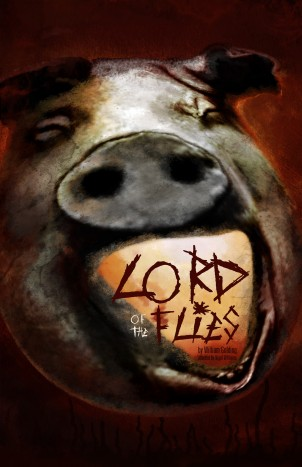 LORD
OF THE FLIES
by William Golding